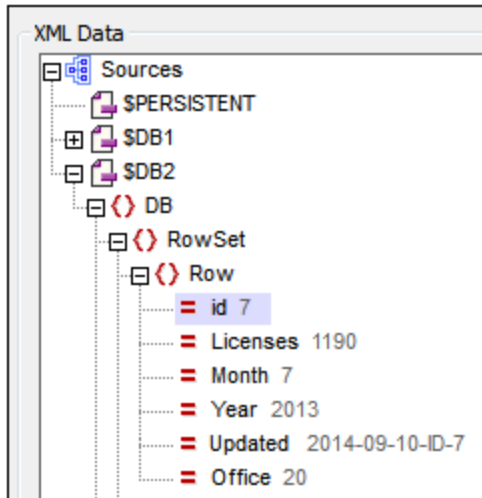 XML Data
Sources
$PERSISTENT
$DB1
$DB2
DB
RowSet
Row
id 7
Licenses 1190
Month 7
Year 2013
Updated 2014-09-10-ID-7
Office 20